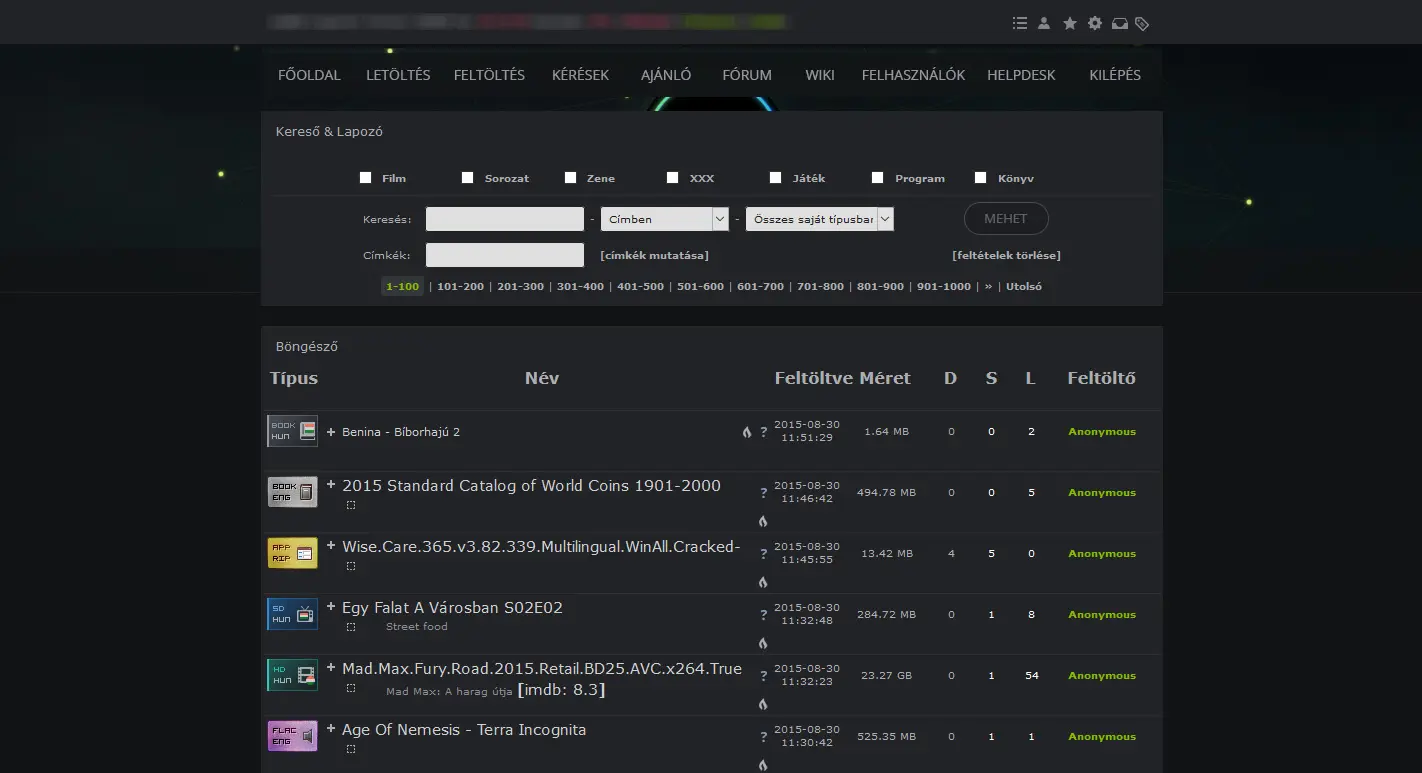 FŐOLDAL LETÖLTÉS FELTÖLTÉS KÉRÉSEK AJÁNLÓ FÓRUM WIKI FELHASZNÁLÓK HELPDESK KILÉPÉS
Kereső & Lapozó
Film Sorozat Zene XXX Játék Program Könyv
Keresés: - Címben - Összes saját típusban MEHET
Címkék: [címkék mutatása] [feltételek törlése]
1-100 | 101-200 | 201-300 | 301-400 | 401-500 | 501-600 | 601-700 | 701-800 | 801-900 | 901-1000 | » | Utolsó
Böngésző
Típus Név Feltöltve Méret D S L Feltöltő
BOOK HUN + Benina - Bíborhajú 2 ? 2015-08-30 11:51:29 1.64 MB 0 0 2 Anonymous
BOOK ENG + 2015 Standard Catalog of World Coins 1901-2000 ? 2015-08-30 11:46:42 494.78 MB 0 0 5 Anonymous
APP RIP + Wise.Care.365.v3.82.339.Multilingual.WinAll.Cracked- ? 2015-08-30 11:45:55 13.42 MB 4 5 0 Anonymous
SD HUN + Egy Falat A Városban S02E02 ? 2015-08-30 11:32:48 284.72 MB 0 1 8 Anonymous
Street food
HD HUN + Mad.Max.Fury.Road.2015.Retail.BD25.AVC.x264.True ? 2015-08-30 11:32:23 23.27 GB 0 1 54 Anonymous
Mad Max: A harag útja [imdb: 8.3]
FLAC ENG + Age Of Nemesis - Terra Incognita ? 2015-08-30 11:30:42 525.35 MB 0 1 1 Anonymous